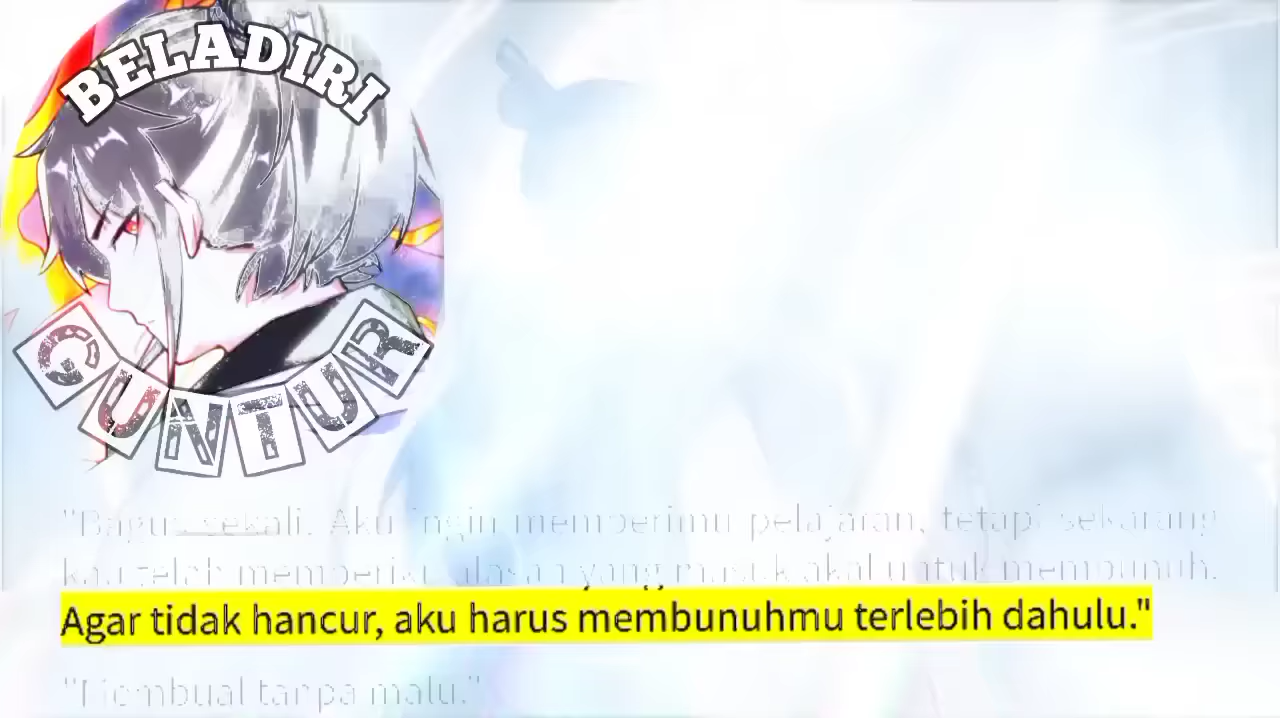 BELADIRI
GUNTUR
"Bagus sekali. Aku ingin memberimu pelajaran, tetapi sekarang
kau telah memberiku alasan yang masuk akal untuk membunuh.
Agar tidak hancur, aku harus membunuhmu terlebih dahulu."
"Membual tanpa malu."